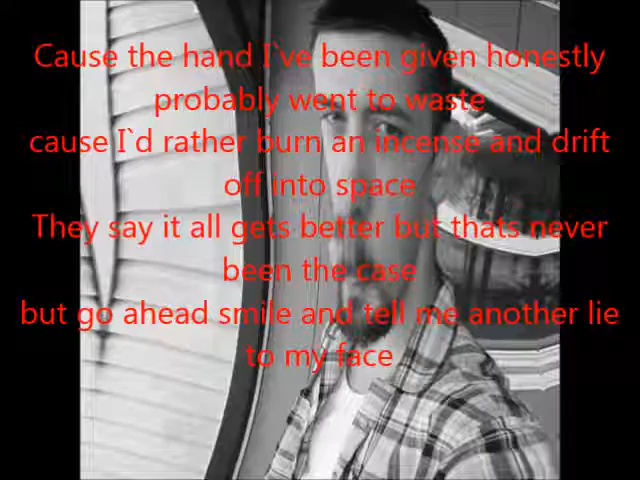 Cause the hand I`ve been given honestly
probably went to waste
cause I`d rather burn an incense and drift
off into space
They say it all gets better but thats never
been the case
but go ahead smile and tell me another lie
to my face